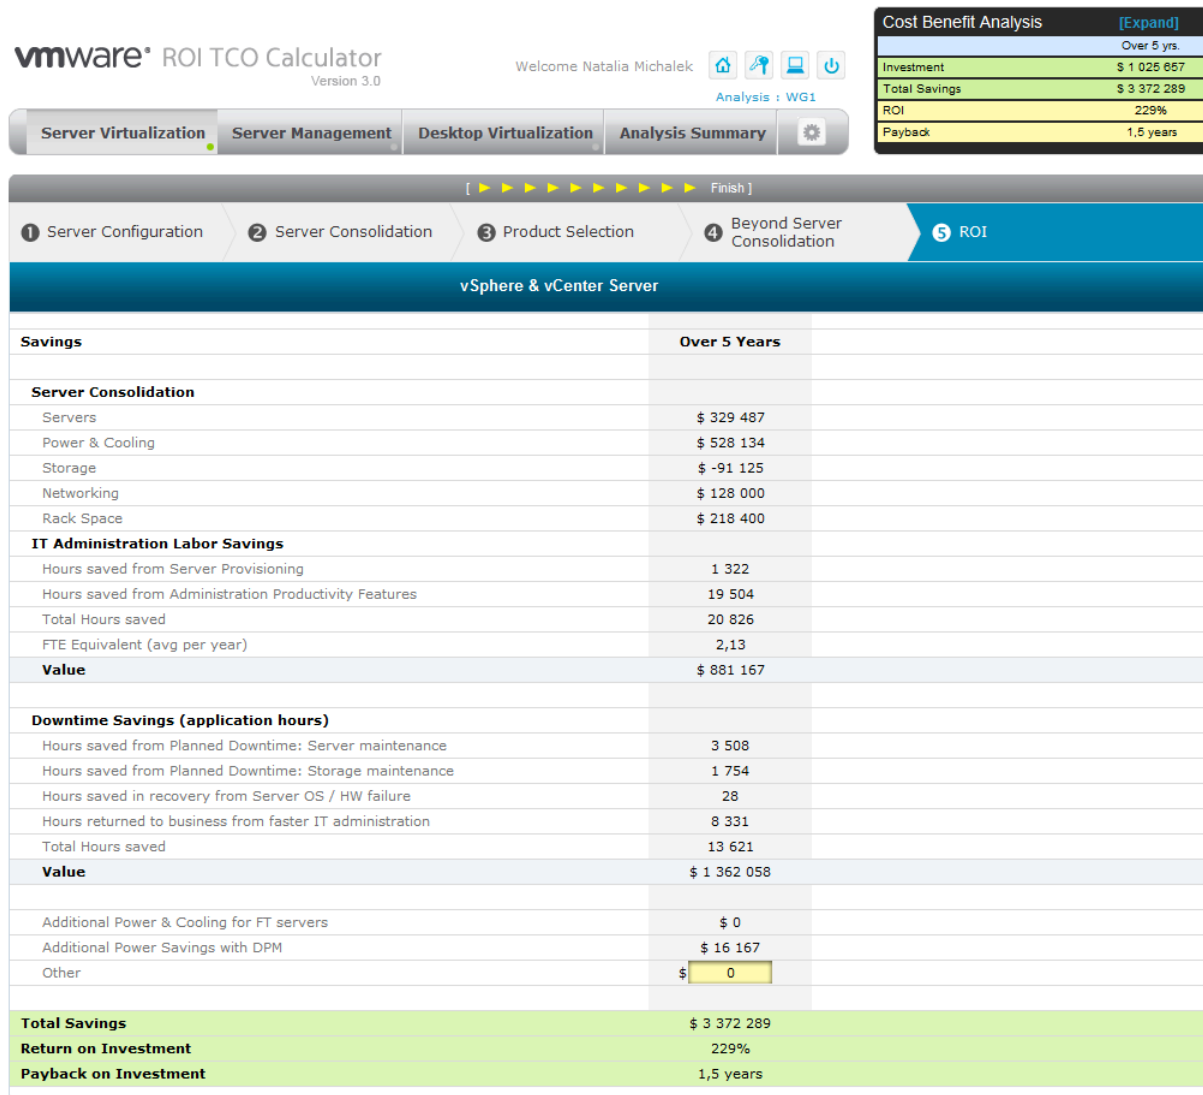 vmware® ROI TCO Calculator
Version 3.0
Welcome Natalia Michalek
Analysis : WG1
Cost Benefit Analysis [Expand]
Over 5 yrs.
Investment $ 1 025 657
Total Savings $ 3 372 289
ROI 229%
Payback 1,5 years
Server Virtualization Server Management Desktop Virtualization Analysis Summary
[ Finish ]
1 Server Configuration 2 Server Consolidation 3 Product Selection 4 Beyond Server Consolidation 5 ROI
vSphere & vCenter Server
Savings Over 5 Years
Server Consolidation
Servers $ 329 487
Power & Cooling $ 528 134
Storage $ -91 125
Networking $ 128 000
Rack Space $ 218 400
IT Administration Labor Savings
Hours saved from Server Provisioning 1 322
Hours saved from Administration Productivity Features 19 504
Total Hours saved 20 826
FTE Equivalent (avg per year) 2,13
Value $ 881 167
Downtime Savings (application hours)
Hours saved from Planned Downtime: Server maintenance 3 508
Hours saved from Planned Downtime: Storage maintenance 1 754
Hours saved in recovery from Server OS / HW failure 28
Hours returned to business from faster IT administration 8 331
Total Hours saved 13 621
Value $ 1 362 058
Additional Power & Cooling for FT servers $ 0
Additional Power Savings with DPM $ 16 167
Other $ 0
Total Savings $ 3 372 289
Return on Investment 229%
Payback on Investment 1,5 years